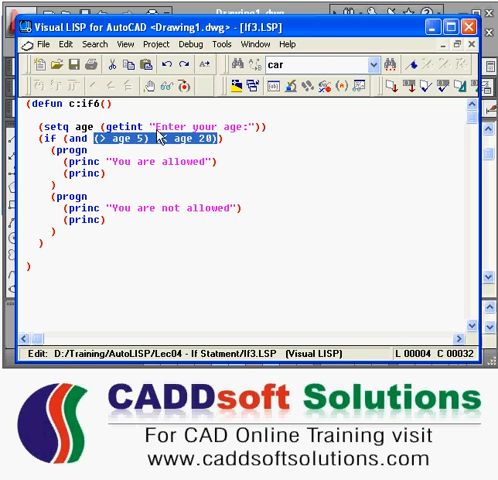 Drawing1.dwg
Visual LISP for AutoCAD <Drawing1.dwg> - [If3.LSP]
File Edit Search View Project Debug Tools Window Help
car
(defun c:if6()
(setq age (getint "Enter your age:"))
(if (and (> age 5) age 20))
(progn
(princ "You are allowed")
(princ)
)
(progn
(princ "You are not allowed")
(princ)
)
)
)
Edit: D:/Training/AutoLISP/Lec04 - If Statment/If3.LSP (Visual LISP) L 00004 C 00032
CADDsoft Solutions
For CAD Online Training visit
www.caddsoftsolutions.com